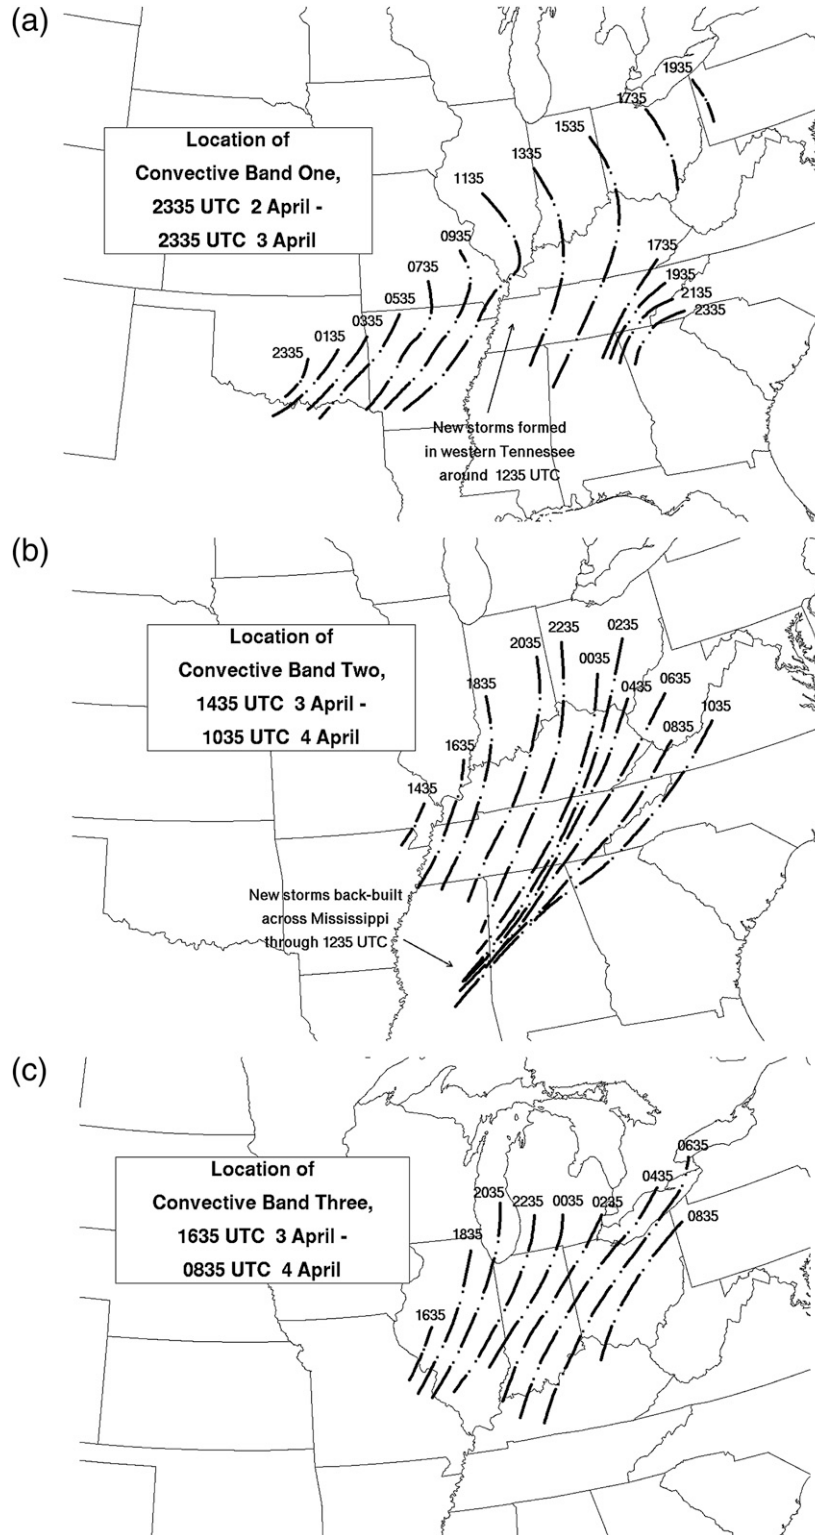 (a)
Location of
Convective Band One,
2335 UTC 2 April -
2335 UTC 3 April
1935
1735
1535
1335
1135
0935
0735
0535
0335
0135
2335
1735
1935
2135
2335
New storms formed
in western Tennessee
around 1235 UTC
(b)
Location of
Convective Band Two,
1435 UTC 3 April -
1035 UTC 4 April
0235
2235
2035
0035
1835
0435
0635
1035
0835
1635
1435
New storms back-built
across Mississippi
through 1235 UTC
(c)
Location of
Convective Band Three,
1635 UTC 3 April -
0835 UTC 4 April
0635
0435
2035
2235
0035
0235
0835
1835
1635